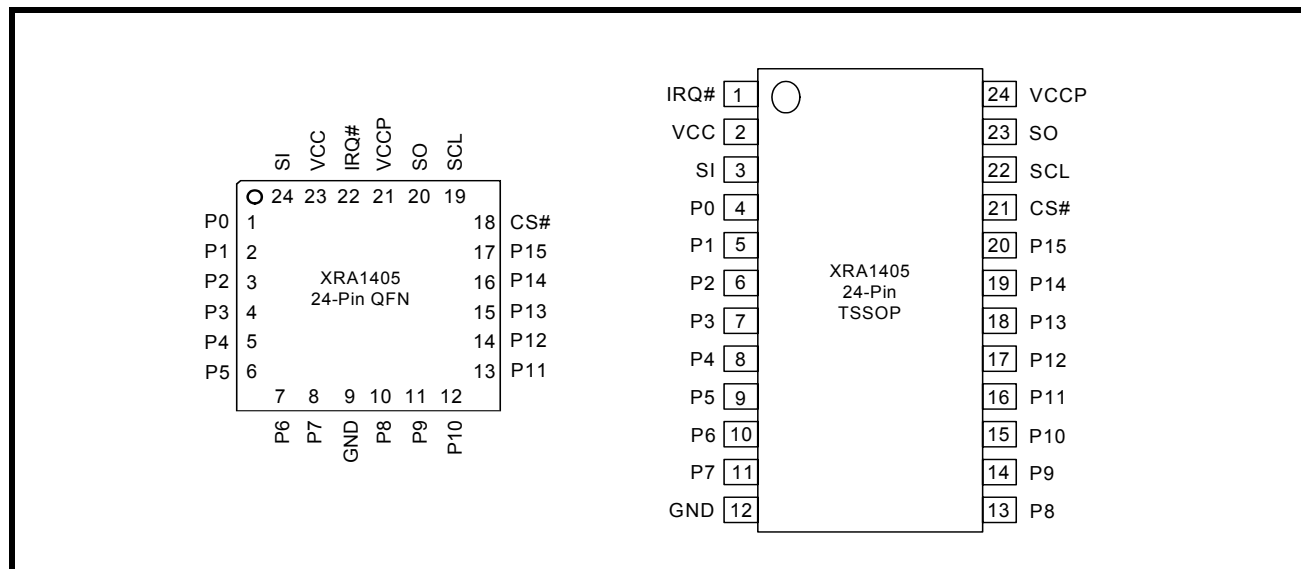 SI VCC IRQ# VCCP SO SCL
24 23 22 21 20 19
P0 1 18 CS#
P1 2 17 P15
P2 3 16 P14
P3 4 15 P13
P4 5 14 P12
P5 6 13 P11
XRA1405
24-Pin QFN
7 8 9 10 11 12
P6 P7 GND P8 P9 P10
IRQ# 1 24 VCCP
VCC 2 23 SO
SI 3 22 SCL
P0 4 21 CS#
P1 5 20 P15
P2 6 19 P14
P3 7 18 P13
P4 8 17 P12
P5 9 16 P11
P6 10 15 P10
P7 11 14 P9
GND 12 13 P8
XRA1405
24-Pin
TSSOP